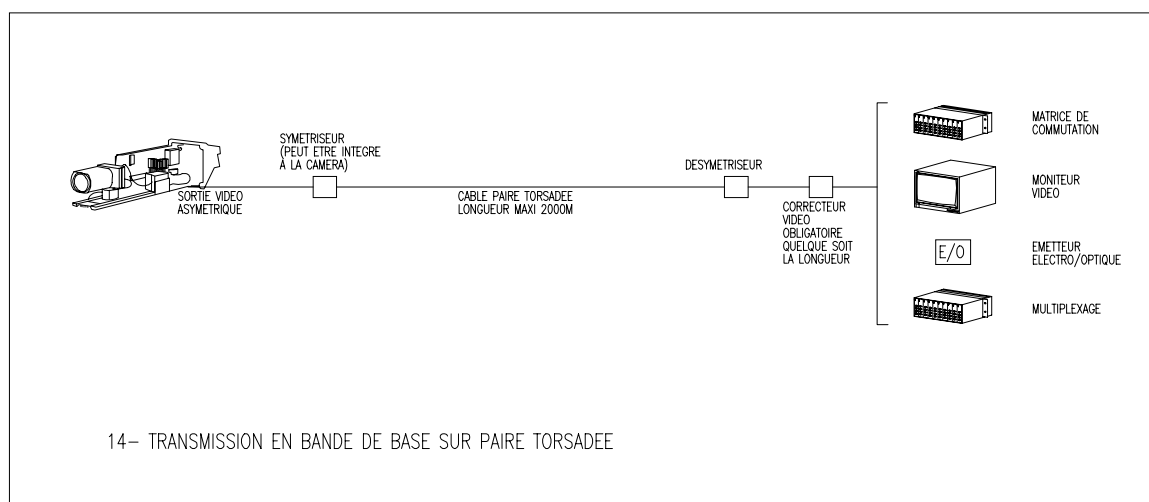 SYMETRISEUR
(PEUT ETRE INTEGRE
À LA CAMERA)
SORTIE VIDEO
ASYMETRIQUE
CABLE PAIRE TORSADEE
LONGUEUR MAXI 2000M
DESYMETRISEUR
CORRECTEUR
VIDEO
OBLIGATOIRE
QUELQUE SOIT
LA LONGUEUR
MATRICE DE
COMMUTATION
MONITEUR
VIDEO
E/O
EMETTEUR
ELECTRO/OPTIQUE
MULTIPLEXAGE
14- TRANSMISSION EN BANDE DE BASE SUR PAIRE TORSADEE